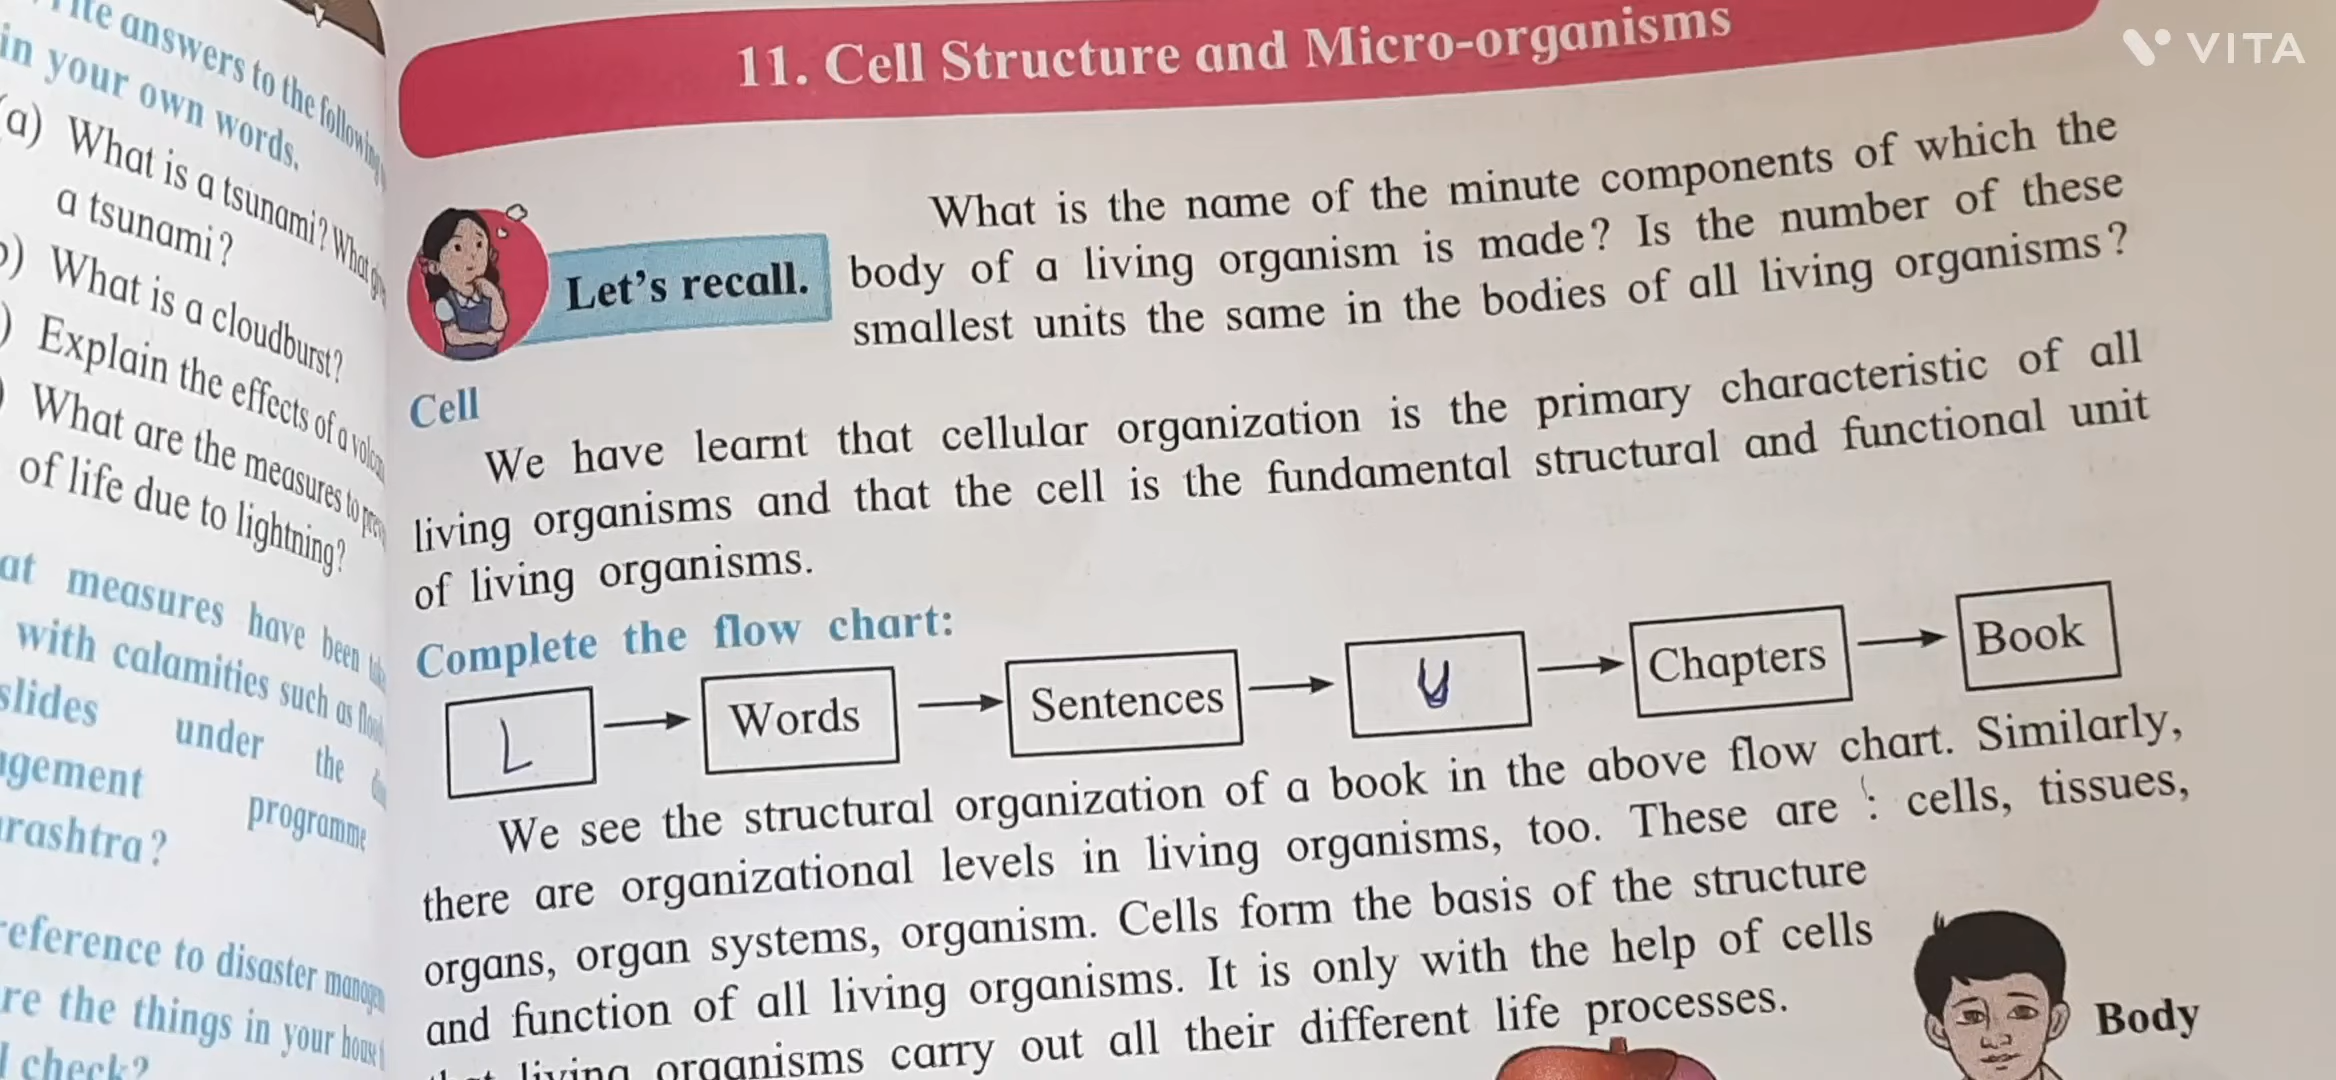 ite answers to the following
in your own words.
(a) What is a tsunami? What
a tsunami?
) What is a cloudburst?
) Explain the effects of a
What are the measures to
of life due to lightning?
at measures have been
with calamities such as
slides under the
gement programme
rashtra?
reference to disaster
re the things in your house
l check?
11. Cell Structure and Micro-organisms
VITA
Let's recall.
What is the name of the minute components of which the
body of a living organism is made? Is the number of these
smallest units the same in the bodies of all living organisms?
Cell
We have learnt that cellular organization is the primary characteristic of all
living organisms and that the cell is the fundamental structural and functional unit
of living organisms.
Complete the flow chart:
L Words Sentences U Chapters Book
We see the structural organization of a book in the above flow chart. Similarly,
there are organizational levels in living organisms, too. These are : cells, tissues,
organs, organ systems, organism. Cells form the basis of the structure
and function of all living organisms. It is only with the help of cells
that living organisms carry out all their different life processes.
Body